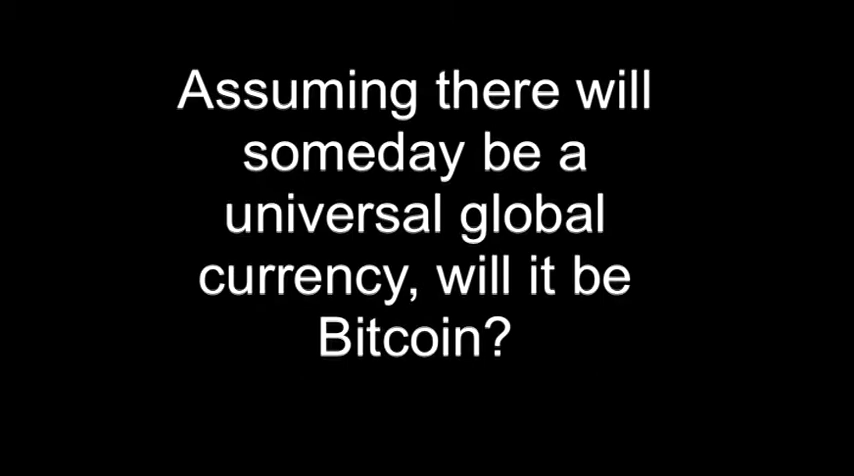 Assuming there will
someday be a
universal global
currency, will it be
Bitcoin?